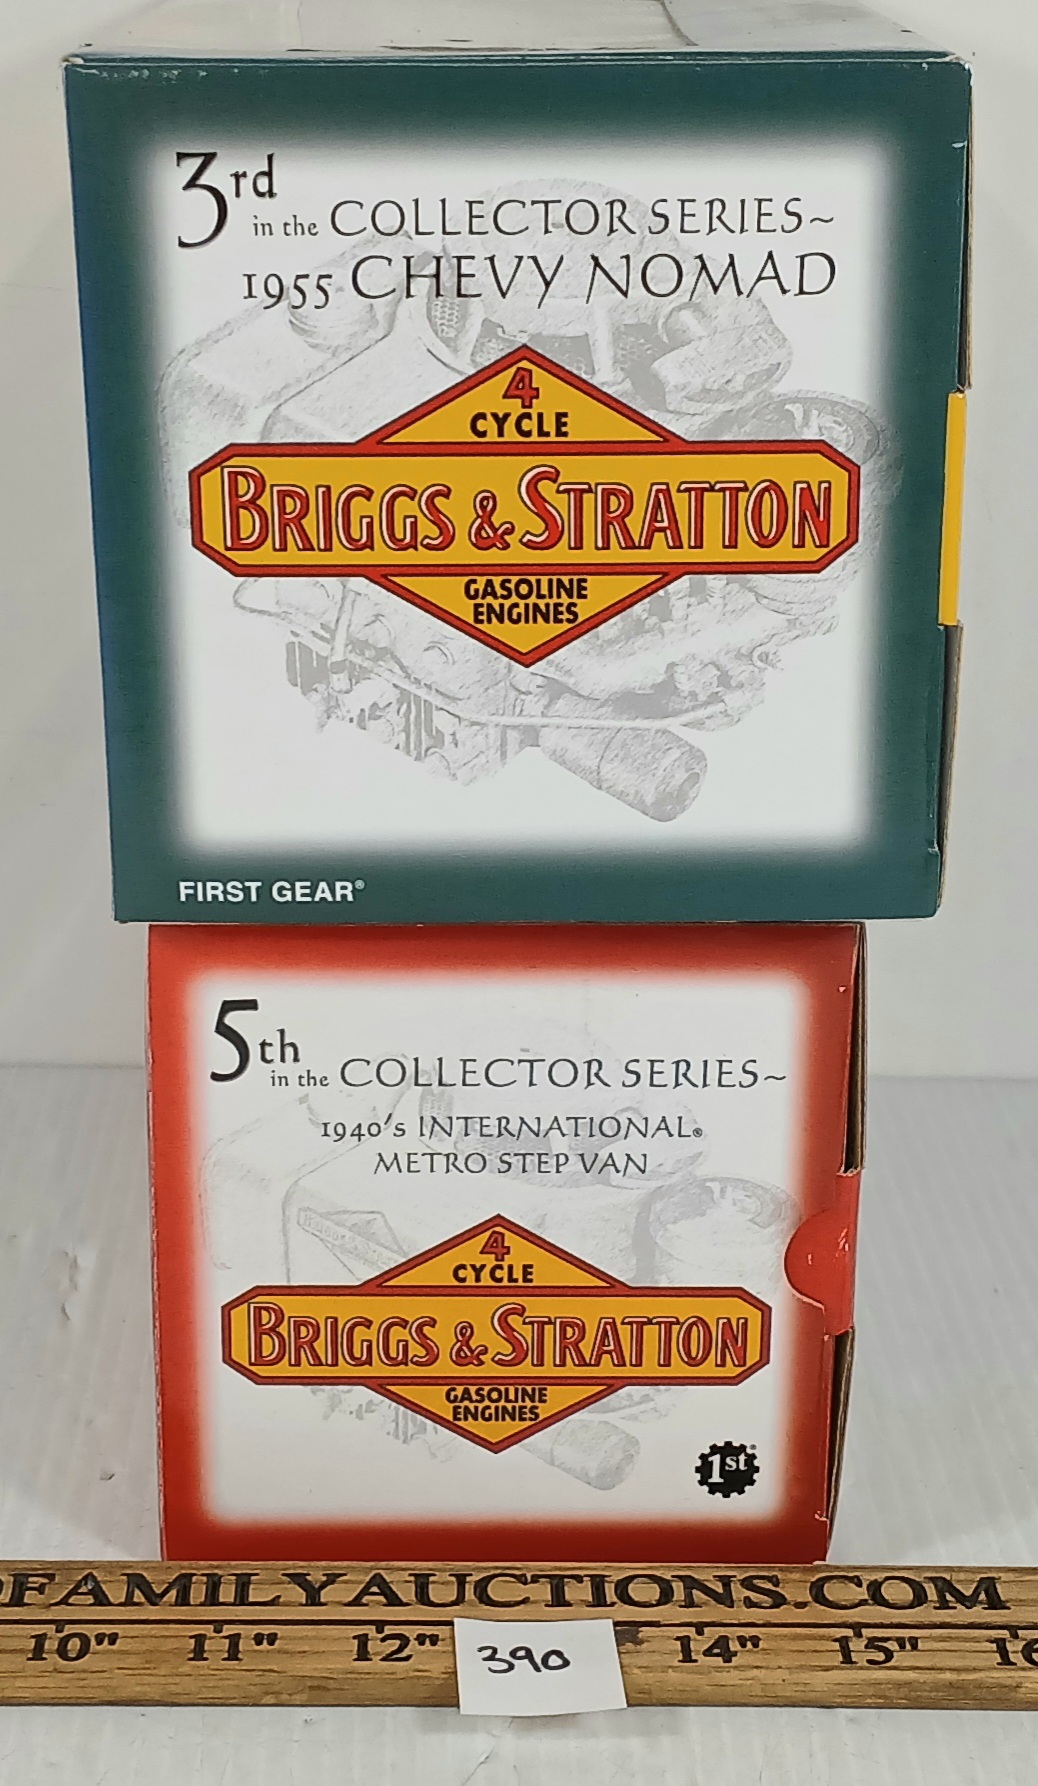 3rd
in the COLLECTOR SERIES~
1955 CHEVY NOMAD
4
CYCLE
BRIGGS & STRATTON
GASOLINE
ENGINES
FIRST GEAR®
5th
in the COLLECTOR SERIES~
1940's INTERNATIONAL®
METRO STEP VAN
4
CYCLE
BRIGGS & STRATTON
GASOLINE
ENGINES
1st
FAMILYAUCTIONS.COM
10" 11" 12" 14" 15" 16
390